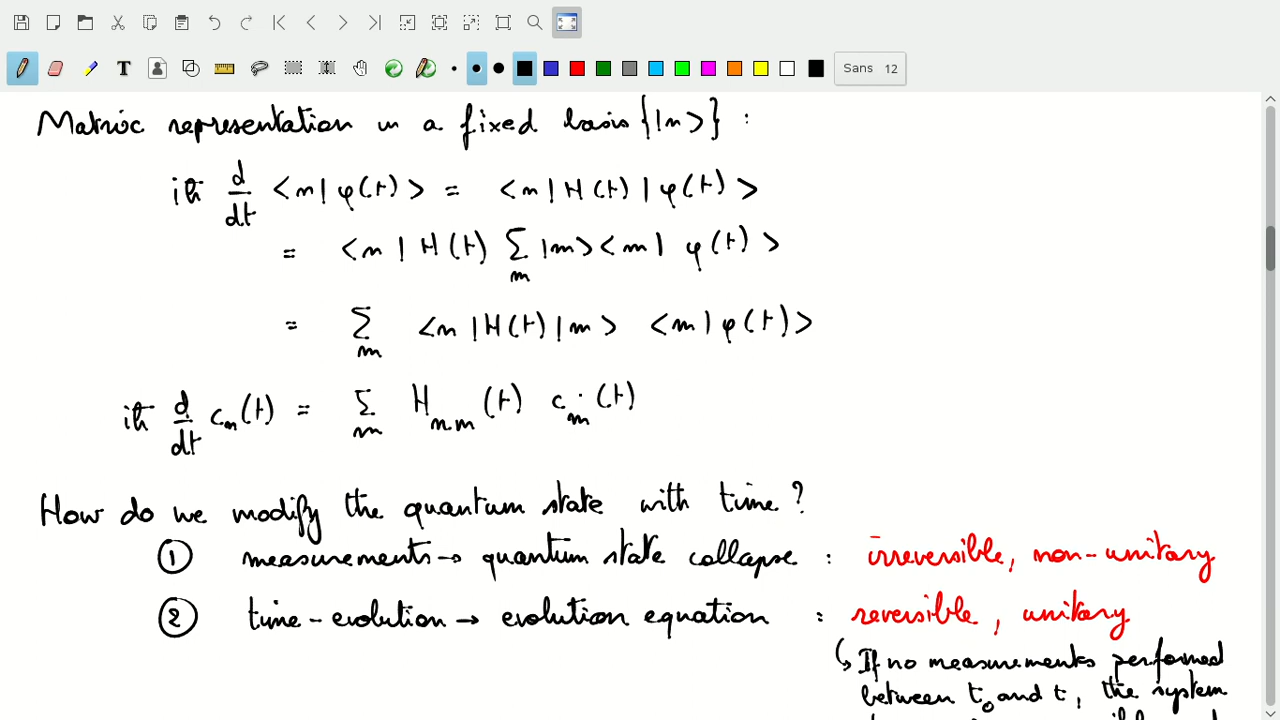 Sans 12
Matrix representation in a fixed basis {|n>} :
iħ d/dt <n|φ(t)> = <n|H(t)|φ(t)>
= <n|H(t) Σ_m |m><m| φ(t)>
= Σ_m <n|H(t)|m> <m|φ(t)>
iħ d/dt c_n(t) = Σ_m H_nm (t) c_m (t)
How do we modify the quantum state with time ?
① measurements → quantum state collapse : irreversible, non-unitary
② time-evolution → evolution equation : reversible, unitary
↳ If no measurements performed
between t₀ and t, the system